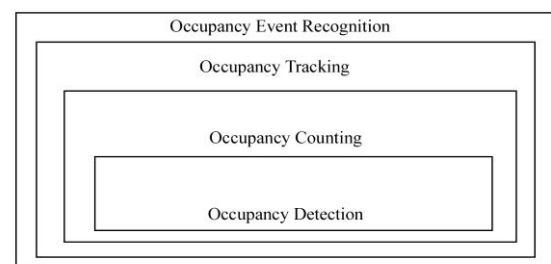 Occupancy Event Recognition
Occupancy Tracking
Occupancy Counting
Occupancy Detection